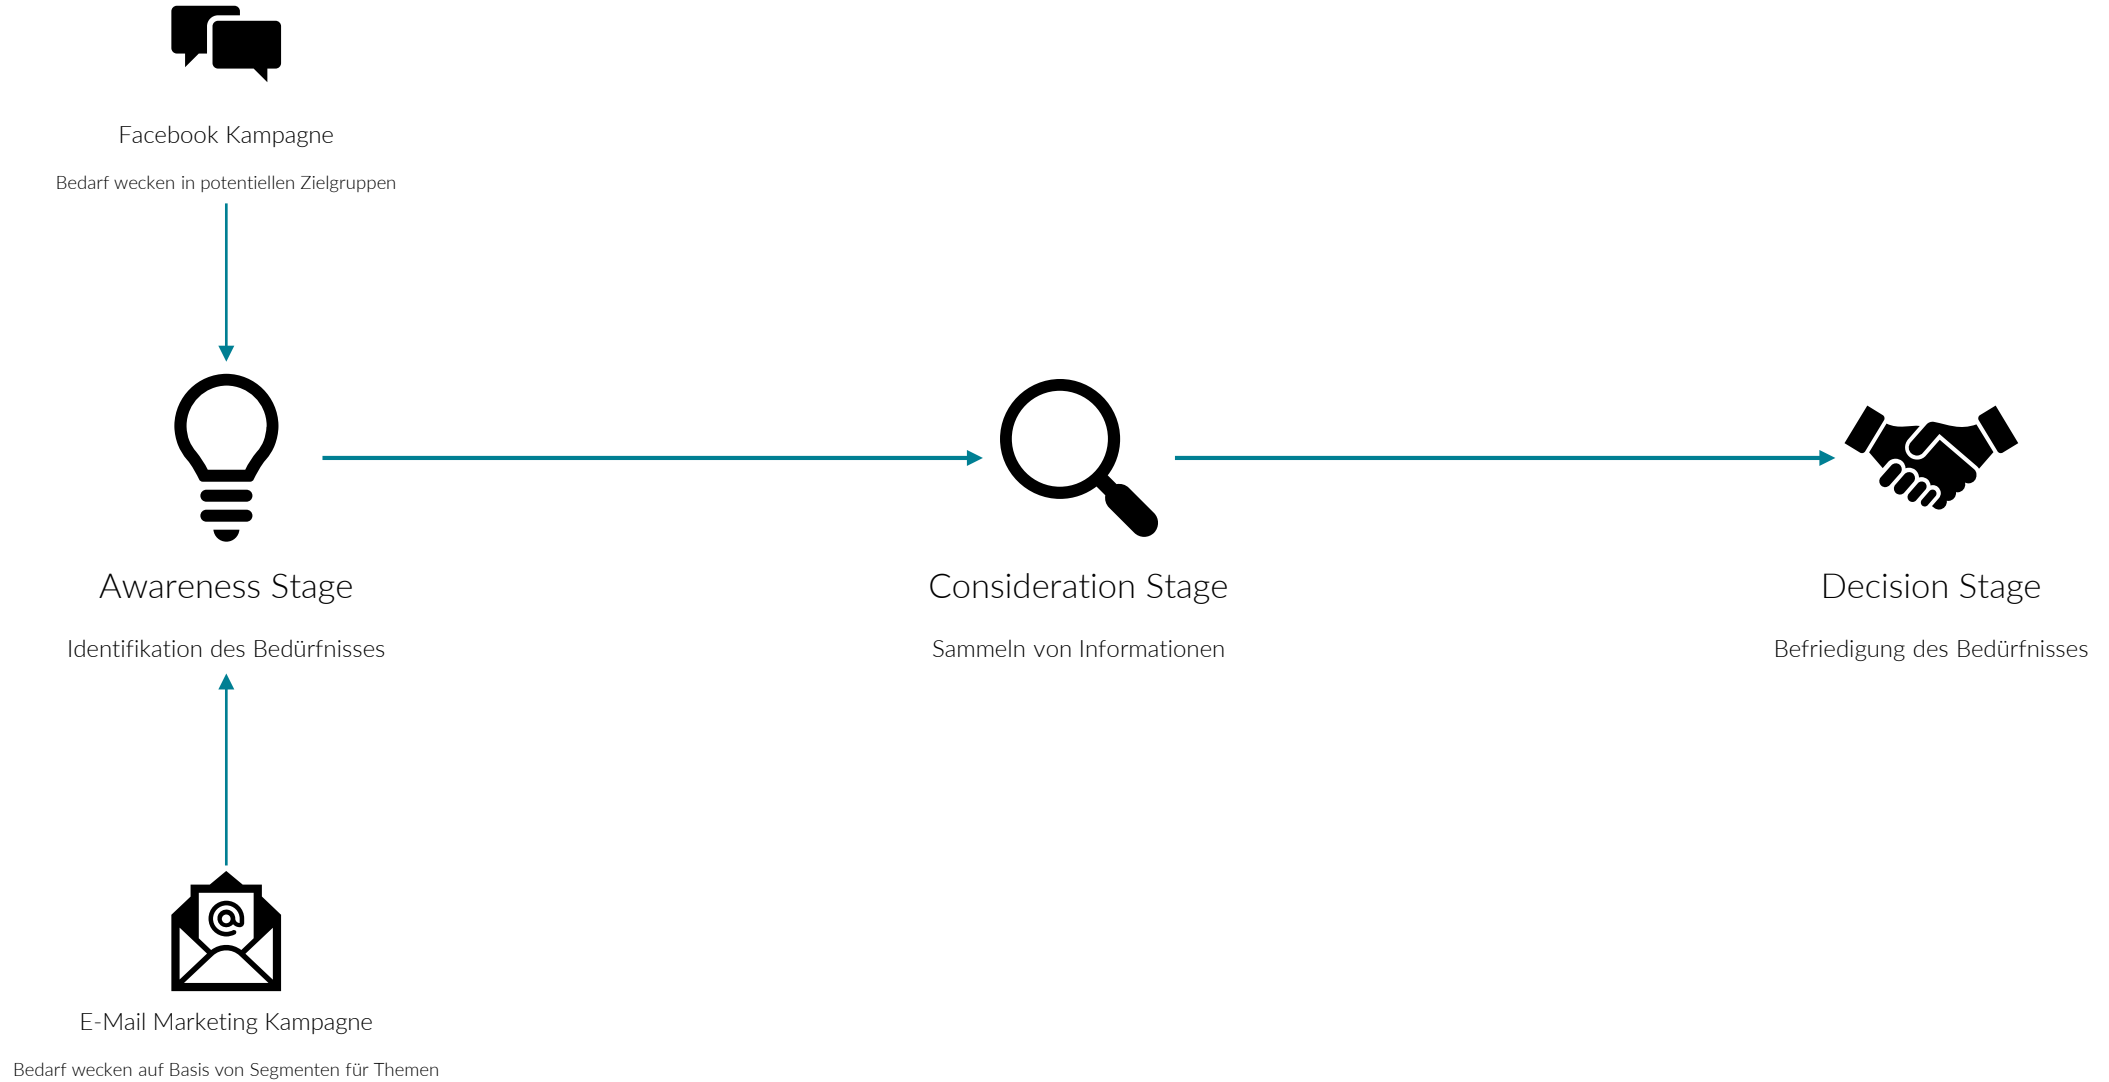 Facebook Kampagne
Bedarf wecken in potentiellen Zielgruppen
Awareness Stage
Identifikation des Bedürfnisses
Consideration Stage
Sammeln von Informationen
Decision Stage
Befriedigung des Bedürfnisses
@
E-Mail Marketing Kampagne
Bedarf wecken auf Basis von Segmenten für Themen